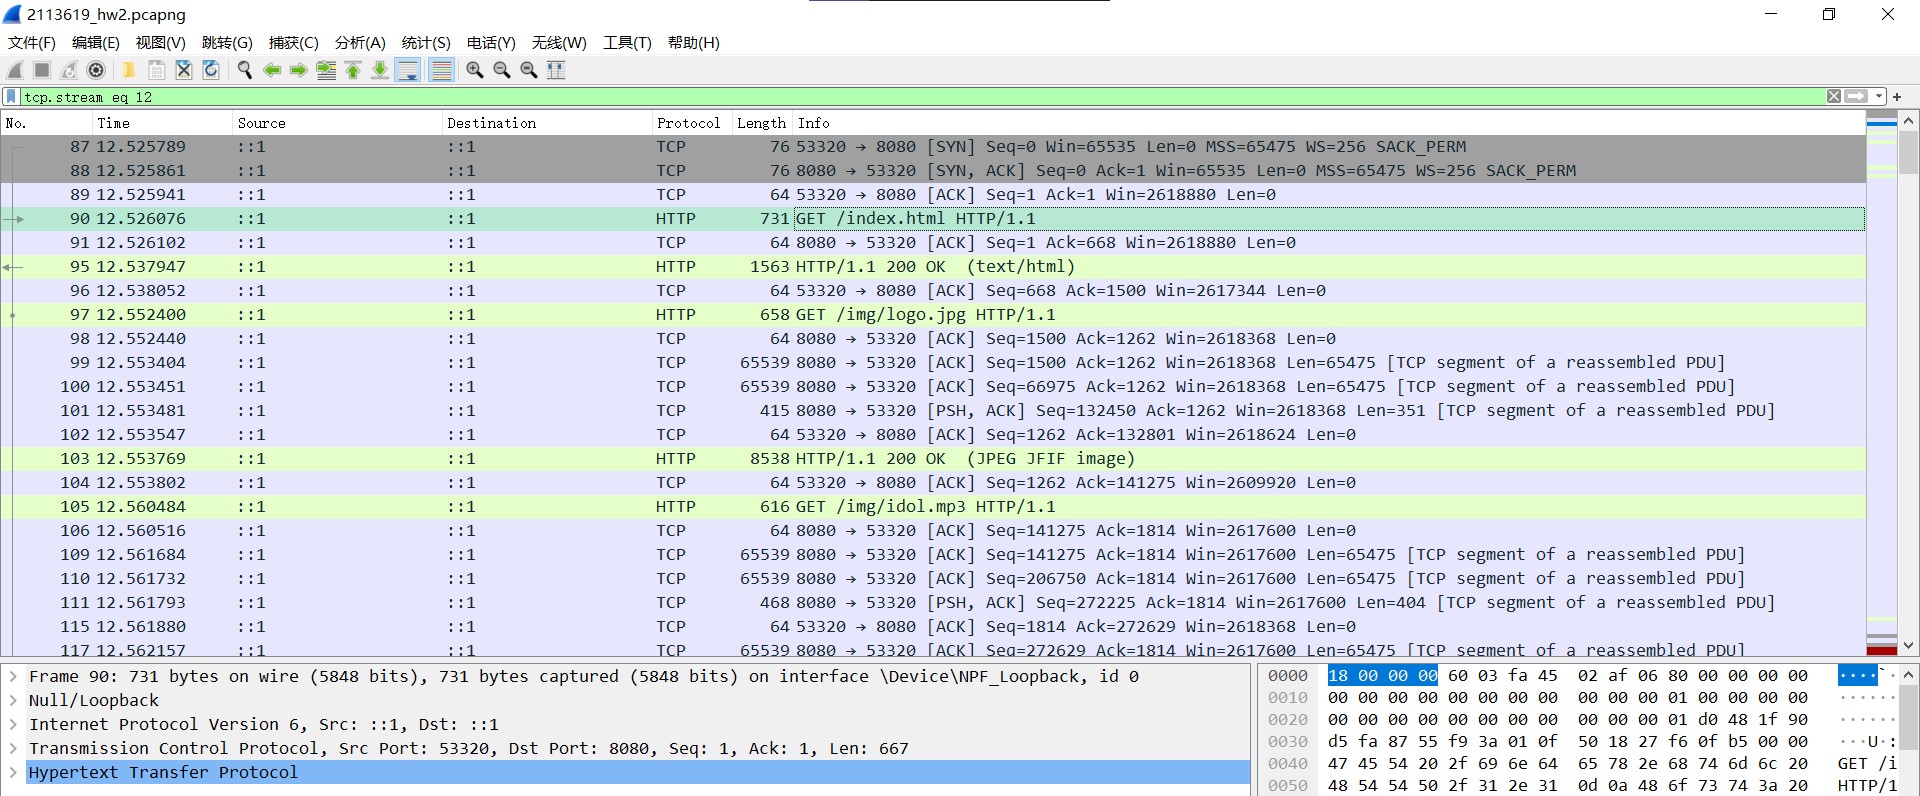 2113619_hw2.pcapng
文件(F) 编辑(E) 视图(V) 跳转(G) 捕获(C) 分析(A) 统计(S) 电话(Y) 无线(W) 工具(T) 帮助(H)
tcp.stream eq 12
No. Time Source Destination Protocol Length Info
87 12.525789 ::1 ::1 TCP 76 53320 → 8080 [SYN] Seq=0 Win=65535 Len=0 MSS=65475 WS=256 SACK_PERM
88 12.525861 ::1 ::1 TCP 76 8080 → 53320 [SYN, ACK] Seq=0 Ack=1 Win=65535 Len=0 MSS=65475 WS=256 SACK_PERM
89 12.525941 ::1 ::1 TCP 64 53320 → 8080 [ACK] Seq=1 Ack=1 Win=2618880 Len=0
90 12.526076 ::1 ::1 HTTP 731 GET /index.html HTTP/1.1
91 12.526102 ::1 ::1 TCP 64 8080 → 53320 [ACK] Seq=1 Ack=668 Win=2618880 Len=0
95 12.537947 ::1 ::1 HTTP 1563 HTTP/1.1 200 OK  (text/html)
96 12.538052 ::1 ::1 TCP 64 53320 → 8080 [ACK] Seq=668 Ack=1500 Win=2617344 Len=0
97 12.552400 ::1 ::1 HTTP 658 GET /img/logo.jpg HTTP/1.1
98 12.552440 ::1 ::1 TCP 64 8080 → 53320 [ACK] Seq=1500 Ack=1262 Win=2618368 Len=0
99 12.553404 ::1 ::1 TCP 65539 8080 → 53320 [ACK] Seq=1500 Ack=1262 Win=2618368 Len=65475 [TCP segment of a reassembled PDU]
100 12.553451 ::1 ::1 TCP 65539 8080 → 53320 [ACK] Seq=66975 Ack=1262 Win=2618368 Len=65475 [TCP segment of a reassembled PDU]
101 12.553481 ::1 ::1 TCP 415 8080 → 53320 [PSH, ACK] Seq=132450 Ack=1262 Win=2618368 Len=351 [TCP segment of a reassembled PDU]
102 12.553547 ::1 ::1 TCP 64 53320 → 8080 [ACK] Seq=1262 Ack=132801 Win=2618624 Len=0
103 12.553769 ::1 ::1 HTTP 8538 HTTP/1.1 200 OK  (JPEG JFIF image)
104 12.553802 ::1 ::1 TCP 64 53320 → 8080 [ACK] Seq=1262 Ack=141275 Win=2609920 Len=0
105 12.560484 ::1 ::1 HTTP 616 GET /img/idol.mp3 HTTP/1.1
106 12.560516 ::1 ::1 TCP 64 8080 → 53320 [ACK] Seq=141275 Ack=1814 Win=2617600 Len=0
109 12.561684 ::1 ::1 TCP 65539 8080 → 53320 [ACK] Seq=141275 Ack=1814 Win=2617600 Len=65475 [TCP segment of a reassembled PDU]
110 12.561732 ::1 ::1 TCP 65539 8080 → 53320 [ACK] Seq=206750 Ack=1814 Win=2617600 Len=65475 [TCP segment of a reassembled PDU]
111 12.561793 ::1 ::1 TCP 468 8080 → 53320 [PSH, ACK] Seq=272225 Ack=1814 Win=2617600 Len=404 [TCP segment of a reassembled PDU]
115 12.561880 ::1 ::1 TCP 64 53320 → 8080 [ACK] Seq=1814 Ack=272629 Win=2618368 Len=0
117 12.562157 ::1 ::1 TCP 65539 8080 → 53320 [ACK] Seq=272629 Ack=1814 Win=2617600 Len=65475 [TCP segment of a reassembled PDU]
Frame 90: 731 bytes on wire (5848 bits), 731 bytes captured (5848 bits) on interface \Device\NPF_Loopback, id 0
Null/Loopback
Internet Protocol Version 6, Src: ::1, Dst: ::1
Transmission Control Protocol, Src Port: 53320, Dst Port: 8080, Seq: 1, Ack: 1, Len: 667
Hypertext Transfer Protocol
0000 18 00 00 00 60 03 fa 45 02 af 06 80 00 00 00 00 ····`·
0010 00 00 00 00 00 00 00 00 00 00 00 01 00 00 00 00 ······
0020 00 00 00 00 00 00 00 00 00 00 00 01 d0 48 1f 90 ······
0030 d5 fa 87 55 f9 3a 01 0f 50 18 27 f6 0f b5 00 00 ···U·:
0040 47 45 54 20 2f 69 6e 64 65 78 2e 68 74 6d 6c 20 GET /i
0050 48 54 54 50 2f 31 2e 31 0d 0a 48 6f 73 74 3a 20 HTTP/1